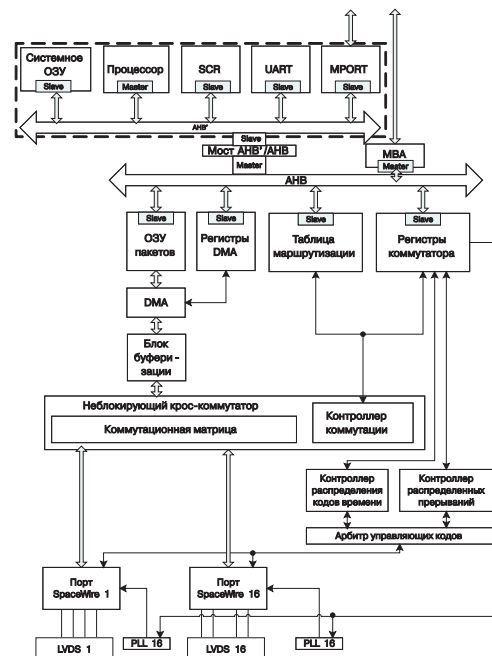 Системное
ОЗУ
Slave
Процессор
Master
SCR
Slave
UART
Slave
MPORT
Slave
AHB'
Slave
Мост AHB'/AHB
Master
MBA
Master
AHB
Slave
ОЗУ
пакетов
Slave
Регистры
DMA
Slave
Таблица
маршрутизации
Slave
Регистры
коммутатора
DMA
Блок
буфери -
зации
Неблокирующий крос-коммутатор
Коммутационная матрица
Контроллер
коммутации
Контроллер
распределения
кодов времени
Контроллер
распределенных
прерываний
Арбитр управляющих кодов
Порт
SpaceWire 1
Порт
SpaceWire 16
PLL 16
PLL 16
LVDS 1
LVDS 16